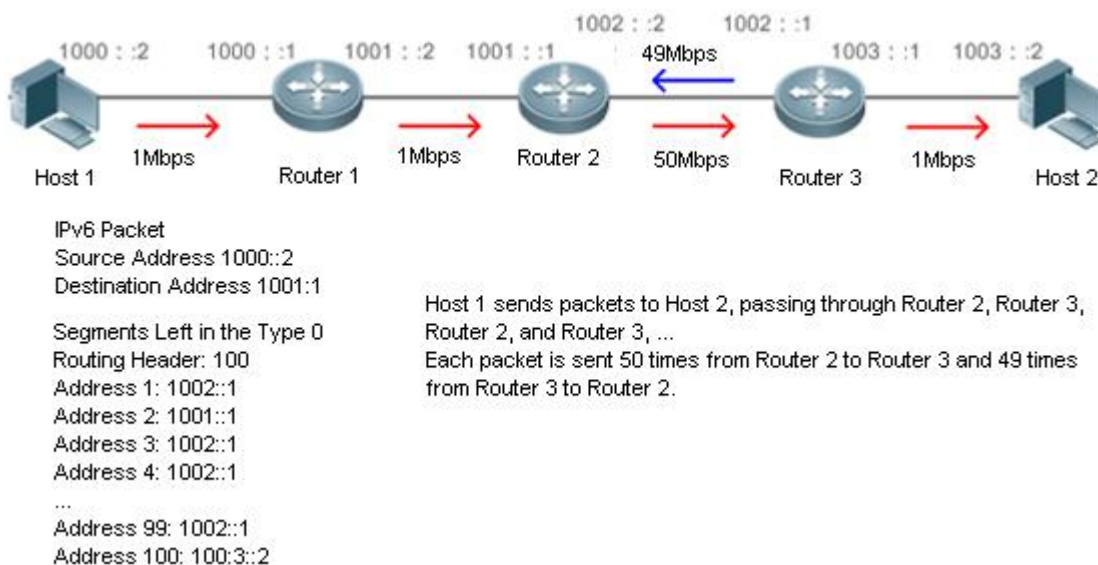 1002 : ::2
1002 : ::1
1000 : ::2
1000 : ::1
1001 : ::2
1001 : ::1
49Mbps
1003 : ::1
1003 : ::2
1Mbps
1Mbps
50Mbps
1Mbps
Host 1
Router 1
Router 2
Router 3
Host 2
IPv6 Packet
Source Address 1000::2
Destination Address 1001:1
Segments Left in the Type 0
Routing Header: 100
Address 1: 1002::1
Address 2: 1001::1
Address 3: 1002::1
Address 4: 1002::1
...
Address 99: 1002::1
Address 100: 100:3::2
Host 1 sends packets to Host 2, passing through Router 2, Router 3,
Router 2, and Router 3, ...
Each packet is sent 50 times from Router 2 to Router 3 and 49 times
from Router 3 to Router 2.